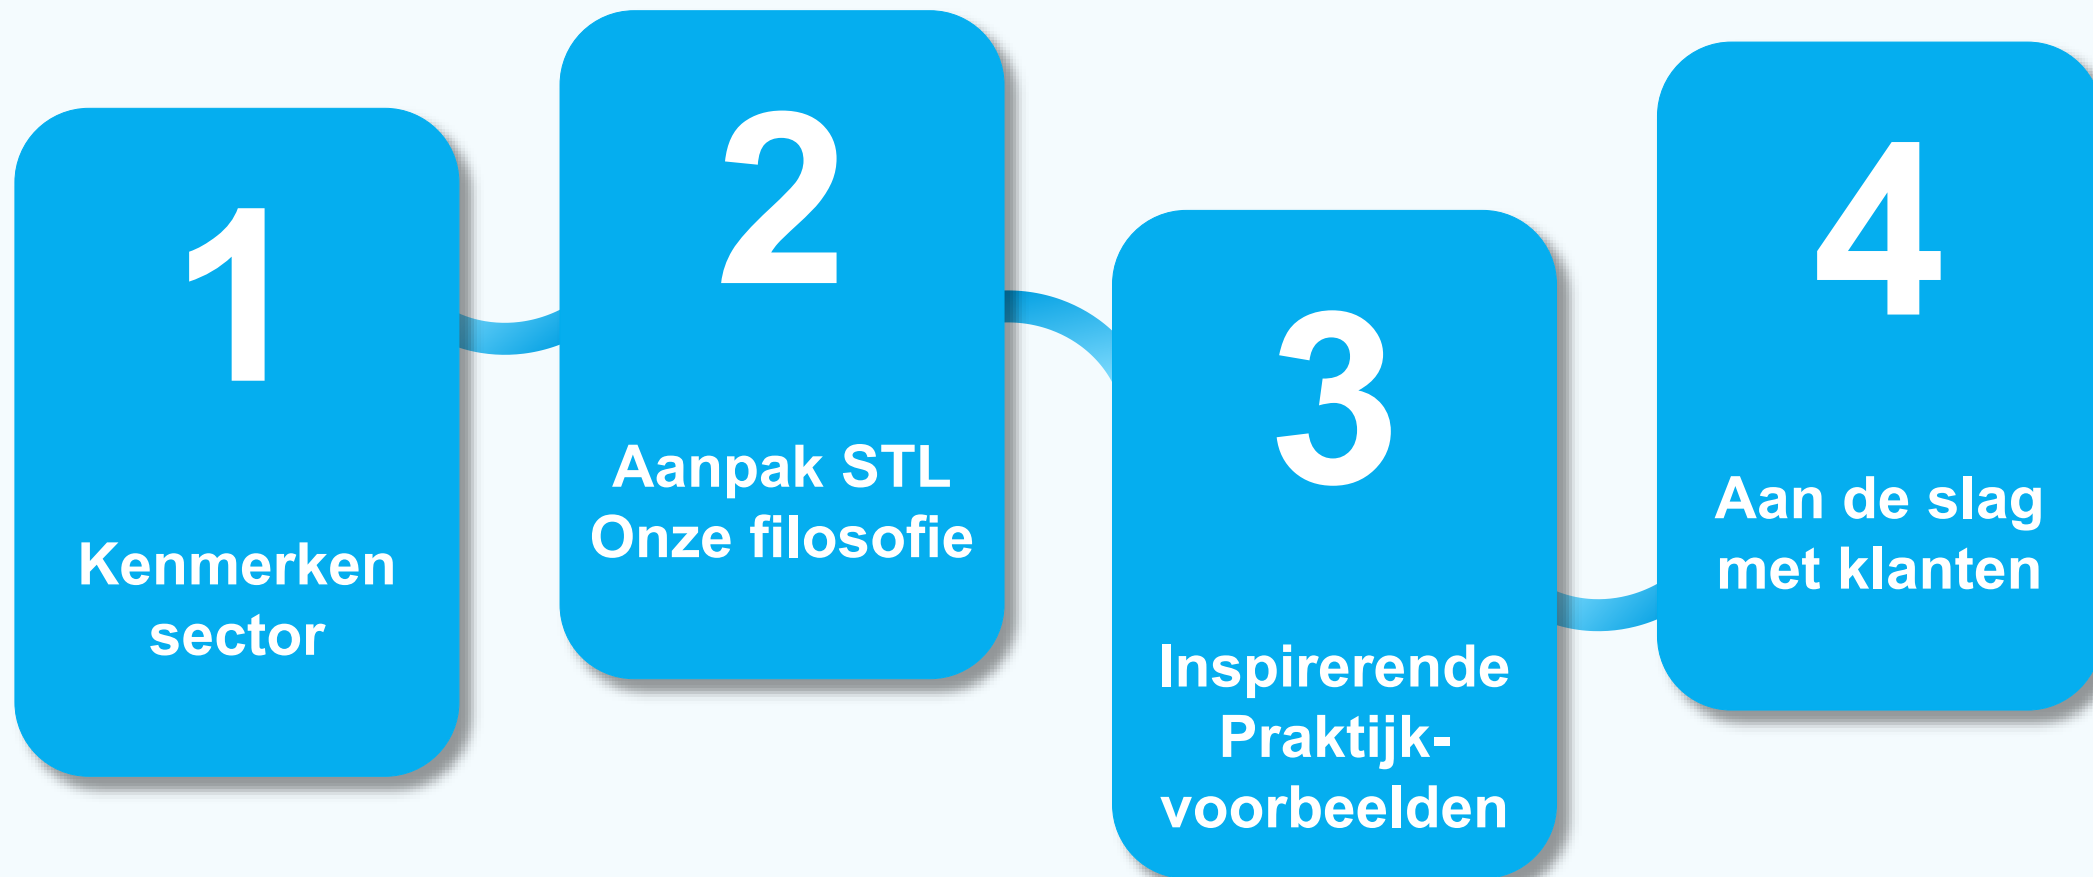 1
Kenmerken
sector
2
Aanpak STL
Onze filosofie
3
Inspirerende
Praktijk-
voorbeelden
4
Aan de slag
met klanten